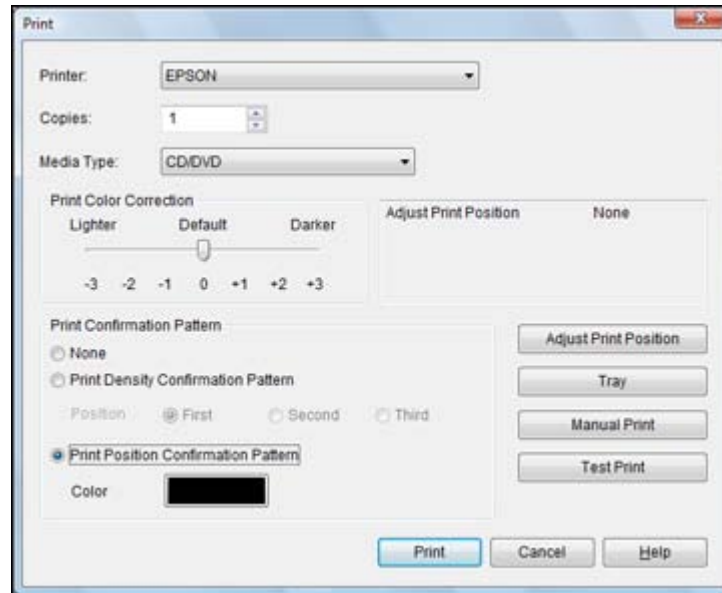 Print
Printer: EPSON
Copies: 1
Media Type: CD/DVD
Print Color Correction
Lighter Default Darker
-3 -2 -1 0 +1 +2 +3
Adjust Print Position None
Print Confirmation Pattern
None
Print Density Confirmation Pattern
Position First Second Third
Print Position Confirmation Pattern
Color
Adjust Print Position
Tray
Manual Print
Test Print
Print Cancel Help